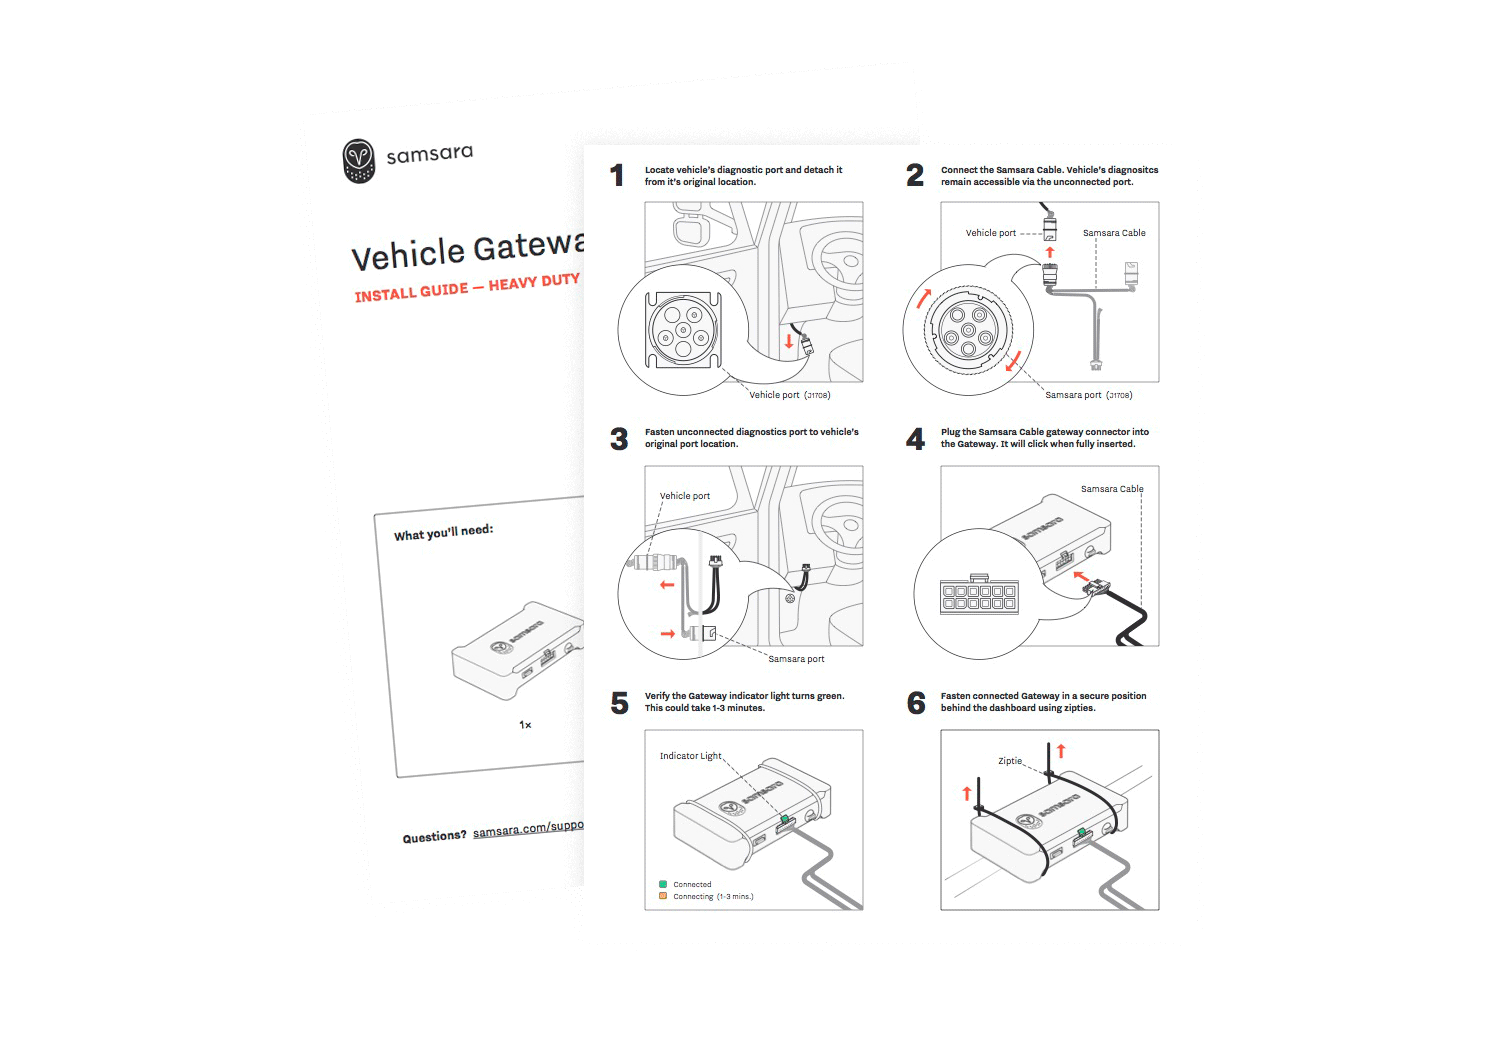 samsara
Vehicle Gatewa
INSTALL GUIDE — HEAVY DUTY
What you'll need:
samsara
1x
Questions? samsara.com/suppo
1
Locate vehicle's diagnostic port and detach it
from it's original location.
Vehicle port (J1708)
2
Connect the Samsara Cable. Vehicle's diagnositcs
remain accessible via the unconnected port.
Vehicle port
Samsara Cable
Samsara port (J1708)
3
Fasten unconnected diagnostics port to vehicle's
original port location.
Vehicle port
Samsara port
4
Plug the Samsara Cable gateway connector into
the Gateway. It will click when fully inserted.
Samsara Cable
samsara
5
Verify the Gateway indicator light turns green.
This could take 1-3 minutes.
Indicator Light
samsara
Connected
Connecting (1-3 mins.)
6
Fasten connected Gateway in a secure position
behind the dashboard using zipties.
Ziptie
samsara